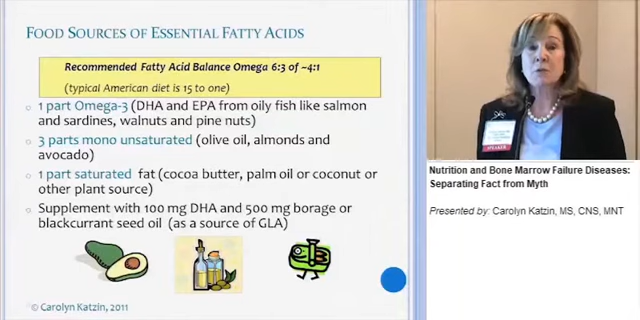 FOOD SOURCES OF ESSENTIAL FATTY ACIDS
Recommended Fatty Acid Balance Omega 6:3 of ~4:1
(typical American diet is 15 to one)
1 part Omega-3 (DHA and EPA from oily fish like salmon
and sardines, walnuts and pine nuts)
3 parts mono unsaturated (olive oil, almonds and
avocado)
1 part saturated fat (cocoa butter, palm oil or coconut or
other plant source)
Supplement with 100 mg DHA and 500 mg borage or
blackcurrant seed oil (as a source of GLA)
© Carolyn Katzin, 2011
SPEAKER
Nutrition and Bone Marrow Failure Diseases:
Separating Fact from Myth
Presented by: Carolyn Katzin, MS, CNS, MNT